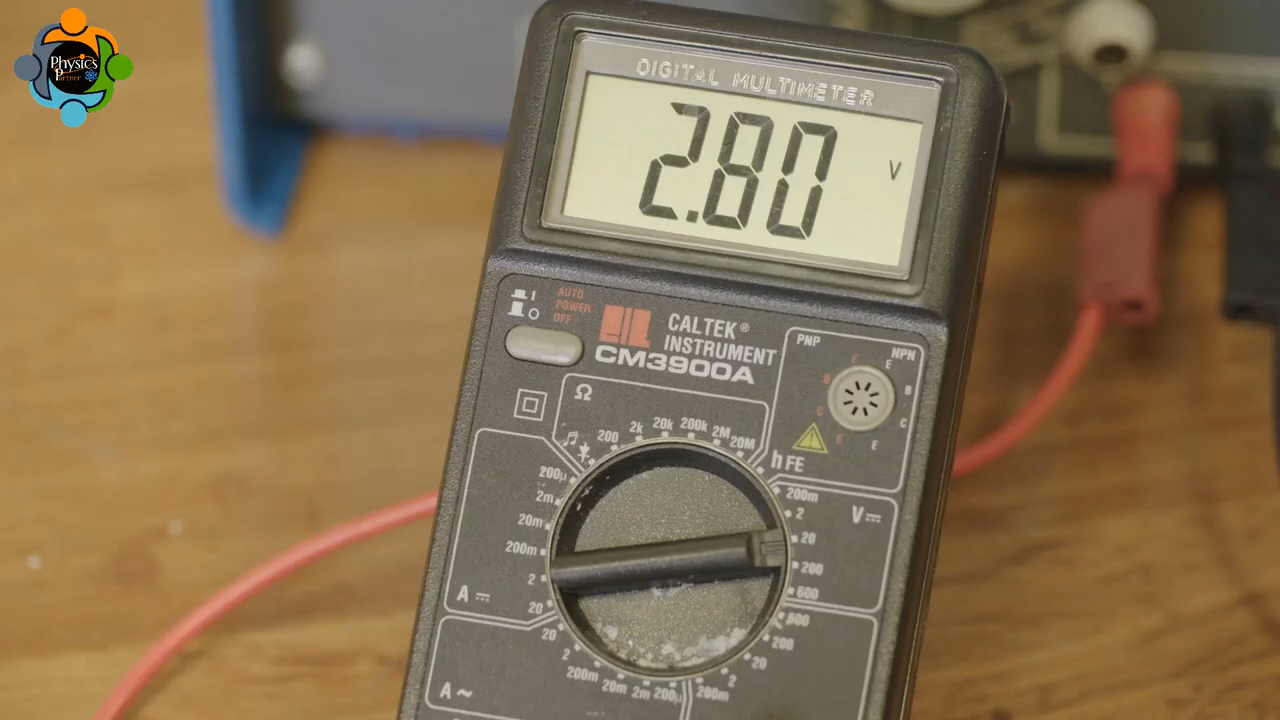 Physics
Partner
DIGITAL MULTIMETER
2.80
V
I
O
AUTO
POWER
OFF
CALTEK®
INSTRUMENT
CM3900A
PNP
NPN
E
E
B
B
C
C
E
E
Ω
200
2k
20k
200k
2M
20M
hFE
200µ
2m
20m
200m
2
20
A
200m
2
20
200
600
V
20
2
200m
20m
2m
200µ
A~
600
200
20
2
200m